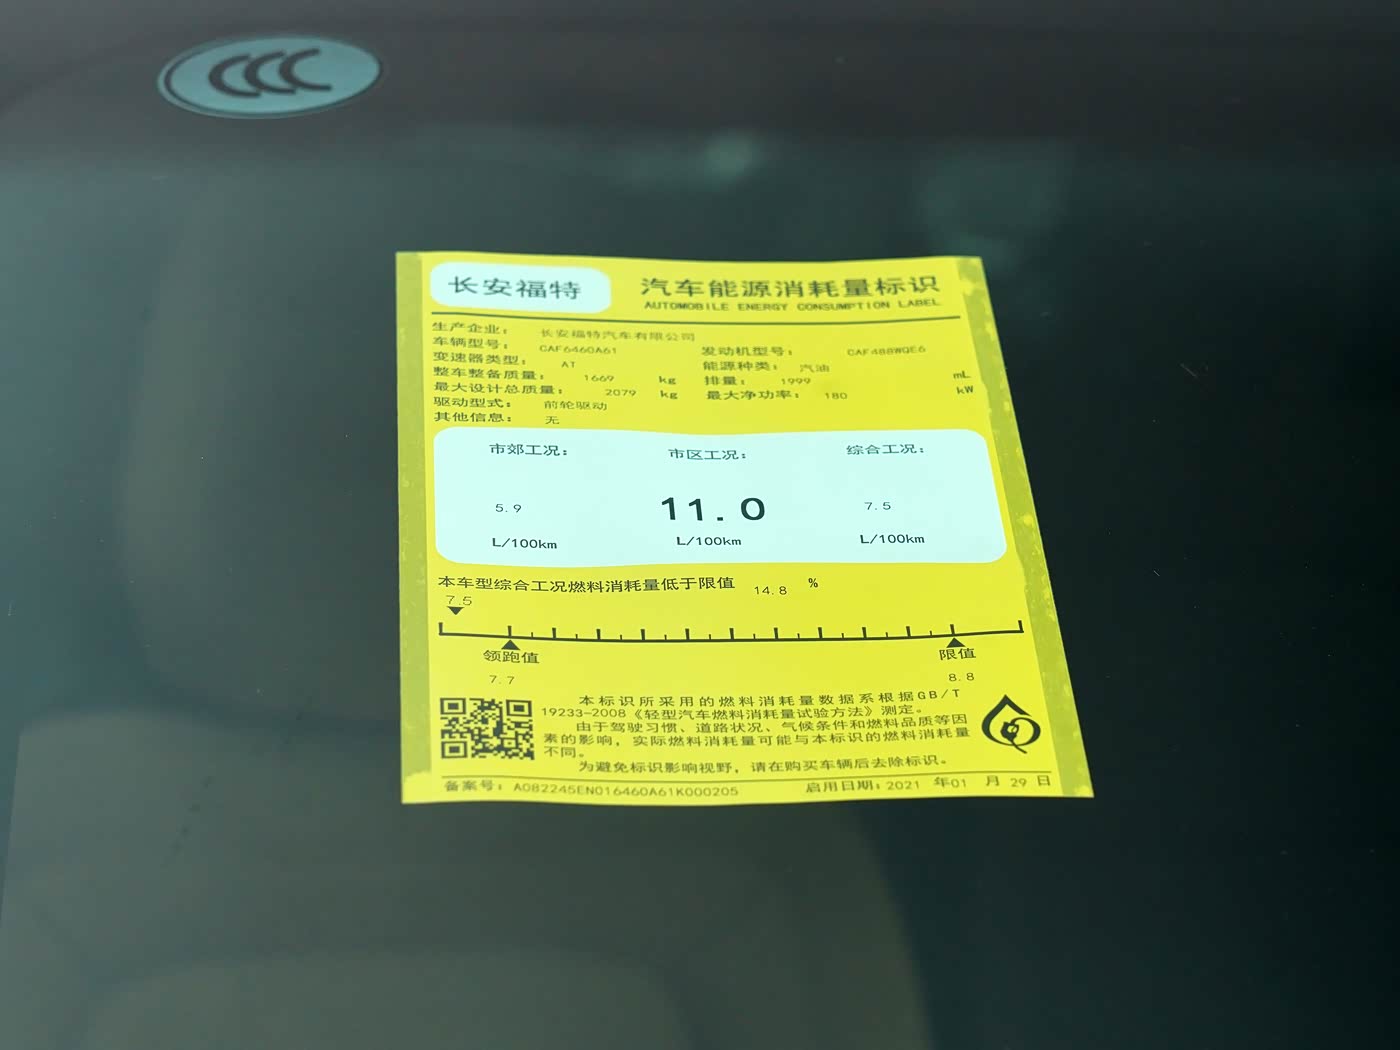 CCC
长安福特
汽车能源消耗量标识
AUTOMOBILE ENERGY CONSUMPTION LABEL
生产企业： 长安福特汽车有限公司
车辆型号： CAF6460A61 发动机型号： CAF488WQE6
变速器类型： AT 能源种类： 汽油
整车整备质量： 1669 kg 排量： 1999 mL
最大设计总质量： 2079 kg 最大净功率： 180 kW
驱动型式： 前轮驱动
其他信息： 无
市郊工况： 市区工况： 综合工况：
5.9 11.0 7.5
L/100km L/100km L/100km
本车型综合工况燃料消耗量低于限值 14.8 %
7.5
领跑值 限值
7.7 8.8
本标识所采用的燃料消耗量数据系根据GB/T
19233-2008《轻型汽车燃料消耗量试验方法》测定。
由于驾驶习惯、道路状况、气候条件和燃料品质等因
素的影响，实际燃料消耗量可能与本标识的燃料消耗量
不同。
为避免标识影响视野，请在购买车辆后去除标识。
备案号： A082245EN016460A61K000205 启用日期：2021 年01 月 29 日